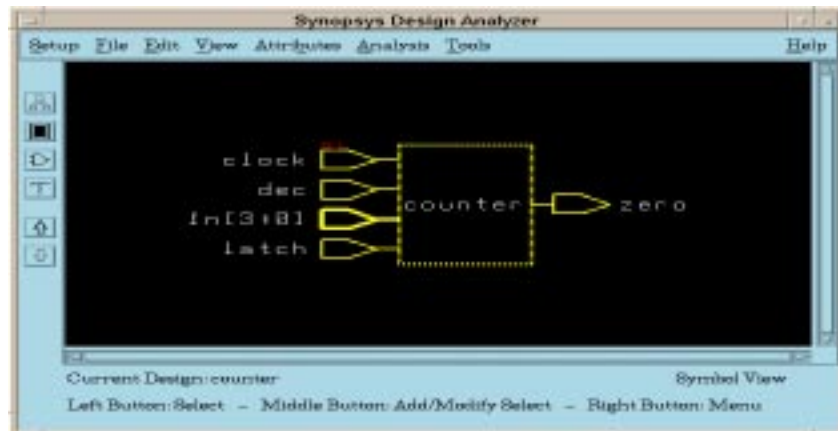 Synopsys Design Analyzer
Setup File Edit View Attributes Analysis Tools Help
clock
dec
counter
zero
in[3:0]
latch
Current Design: counter
Symbol View
Left Button: Select - Middle Button: Add/Modify Select - Right Button: Menu